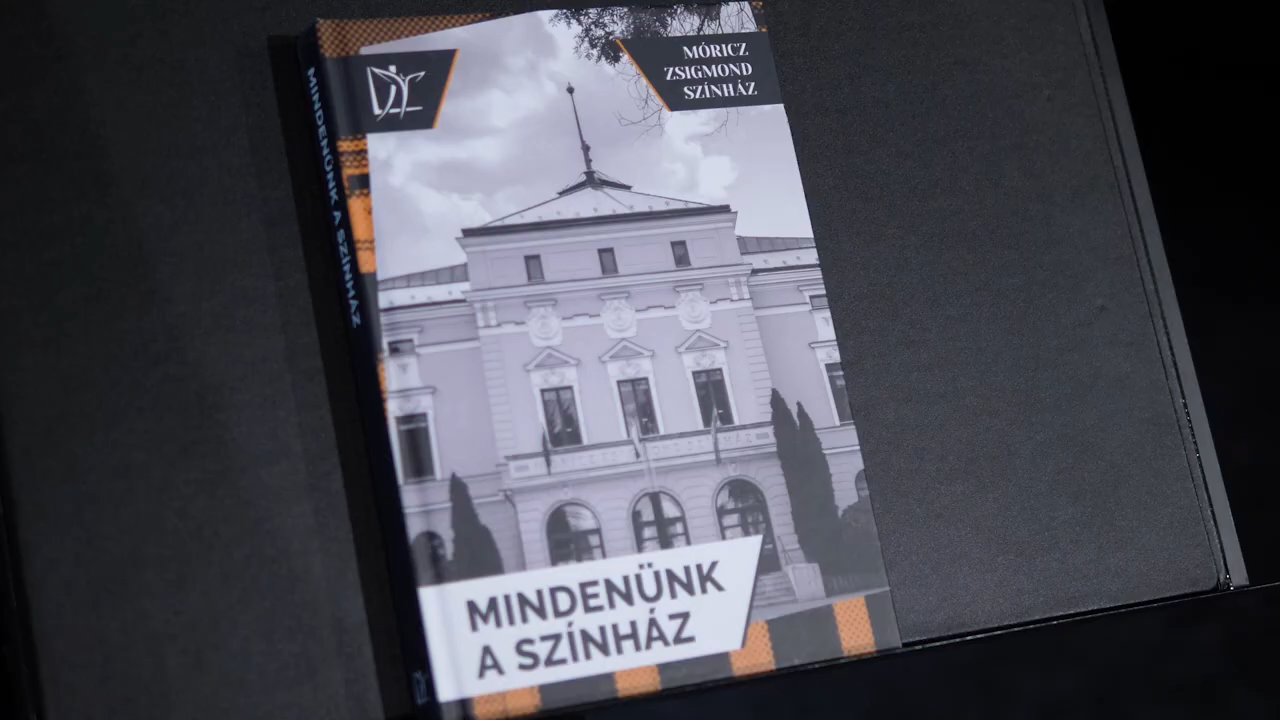 MINDENÜNK A SZÍNHÁZ
MÓRICZ
ZSIGMOND
SZÍNHÁZ
MINDENÜNK
A SZÍNHÁZ